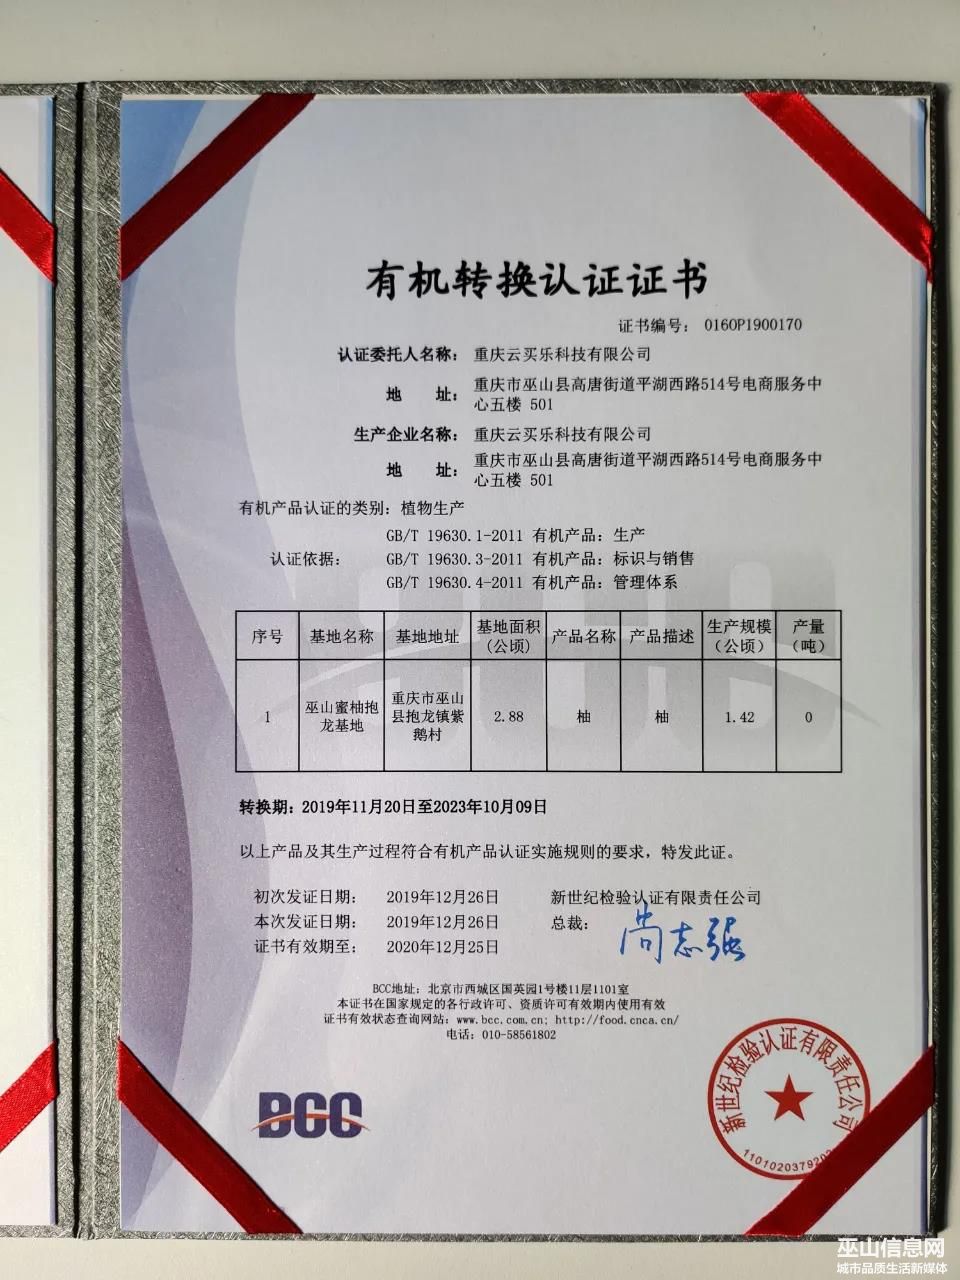 有机转换认证证书
证书编号： 016OP1900170
认证委托人名称： 重庆云买乐科技有限公司
地 址： 重庆市巫山县高唐街道平湖西路514号电商服务中
心五楼 501
生产企业名称： 重庆云买乐科技有限公司
地 址： 重庆市巫山县高唐街道平湖西路514号电商服务中
心五楼 501
有机产品认证的类别：植物生产
GB/T 19630.1-2011 有机产品：生产
认证依据： GB/T 19630.3-2011 有机产品：标识与销售
GB/T 19630.4-2011 有机产品：管理体系
序号 基地名称 基地地址 基地面积（公顷） 产品名称 产品描述 生产规模（公顷） 产量（吨）
1 巫山蜜柚抱龙基地 重庆市巫山县抱龙镇紫鹅村 2.88 柚 柚 1.42 0
转换期：2019年11月20日至2023年10月09日
以上产品及其生产过程符合有机产品认证实施规则的要求，特发此证。
初次发证日期： 2019年12月26日 新世纪检验认证有限责任公司
本次发证日期： 2019年12月26日 总裁： 尚志强
证书有效期至： 2020年12月25日
BCC地址：北京市西城区国英园1号楼11层1101室
本证书在国家规定的各行政许可、资质许可有效期内使用有效
证书有效状态查询网站：www.bcc.com.cn; http://food.cnca.cn/
电话：010-58561802
BCC
新世纪检验认证有限责任公司
巫山信息网
城市品质生活新媒体